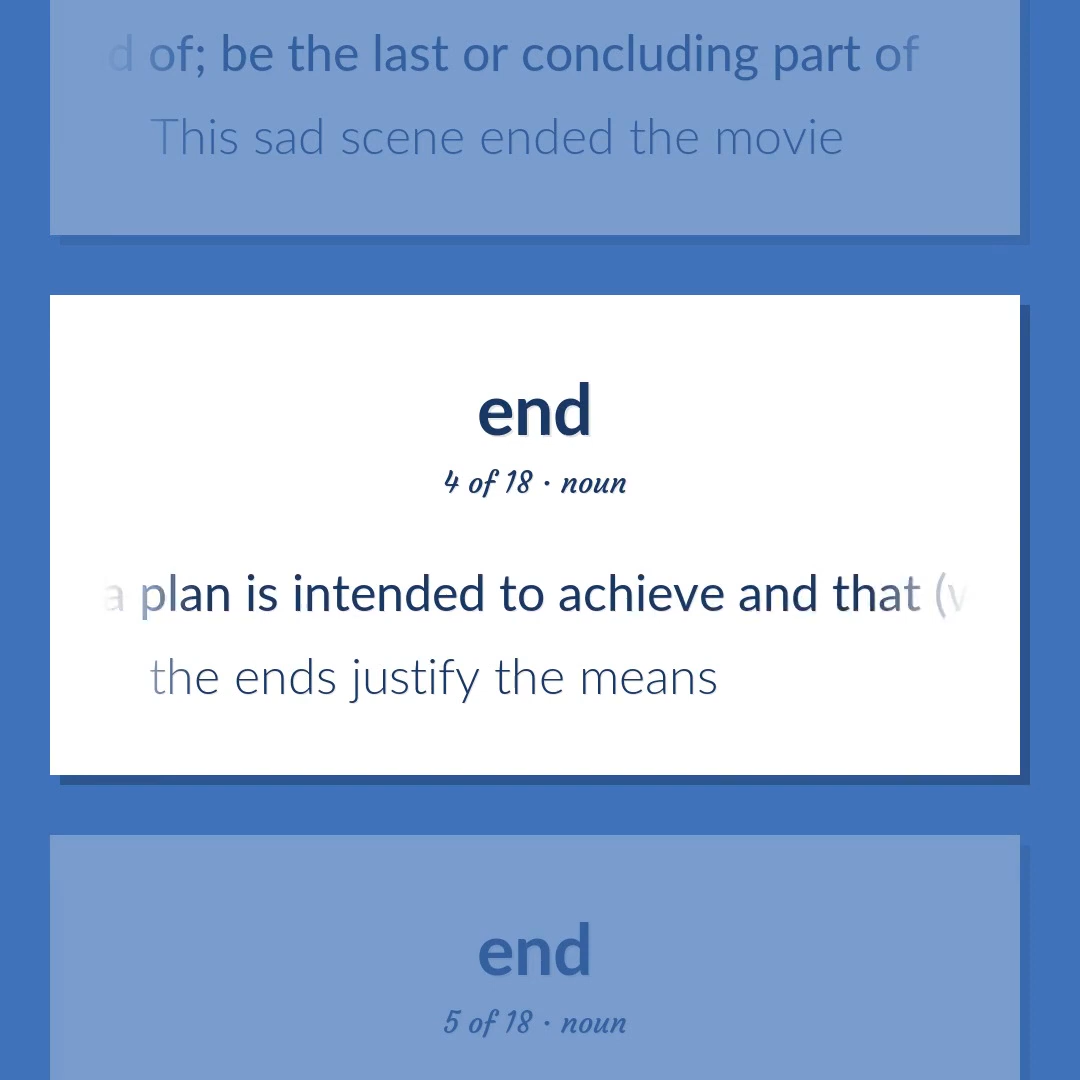 d of; be the last or concluding part of
This sad scene ended the movie
end
4 of 18 · noun
a plan is intended to achieve and that (w
the ends justify the means
end
5 of 18 · noun